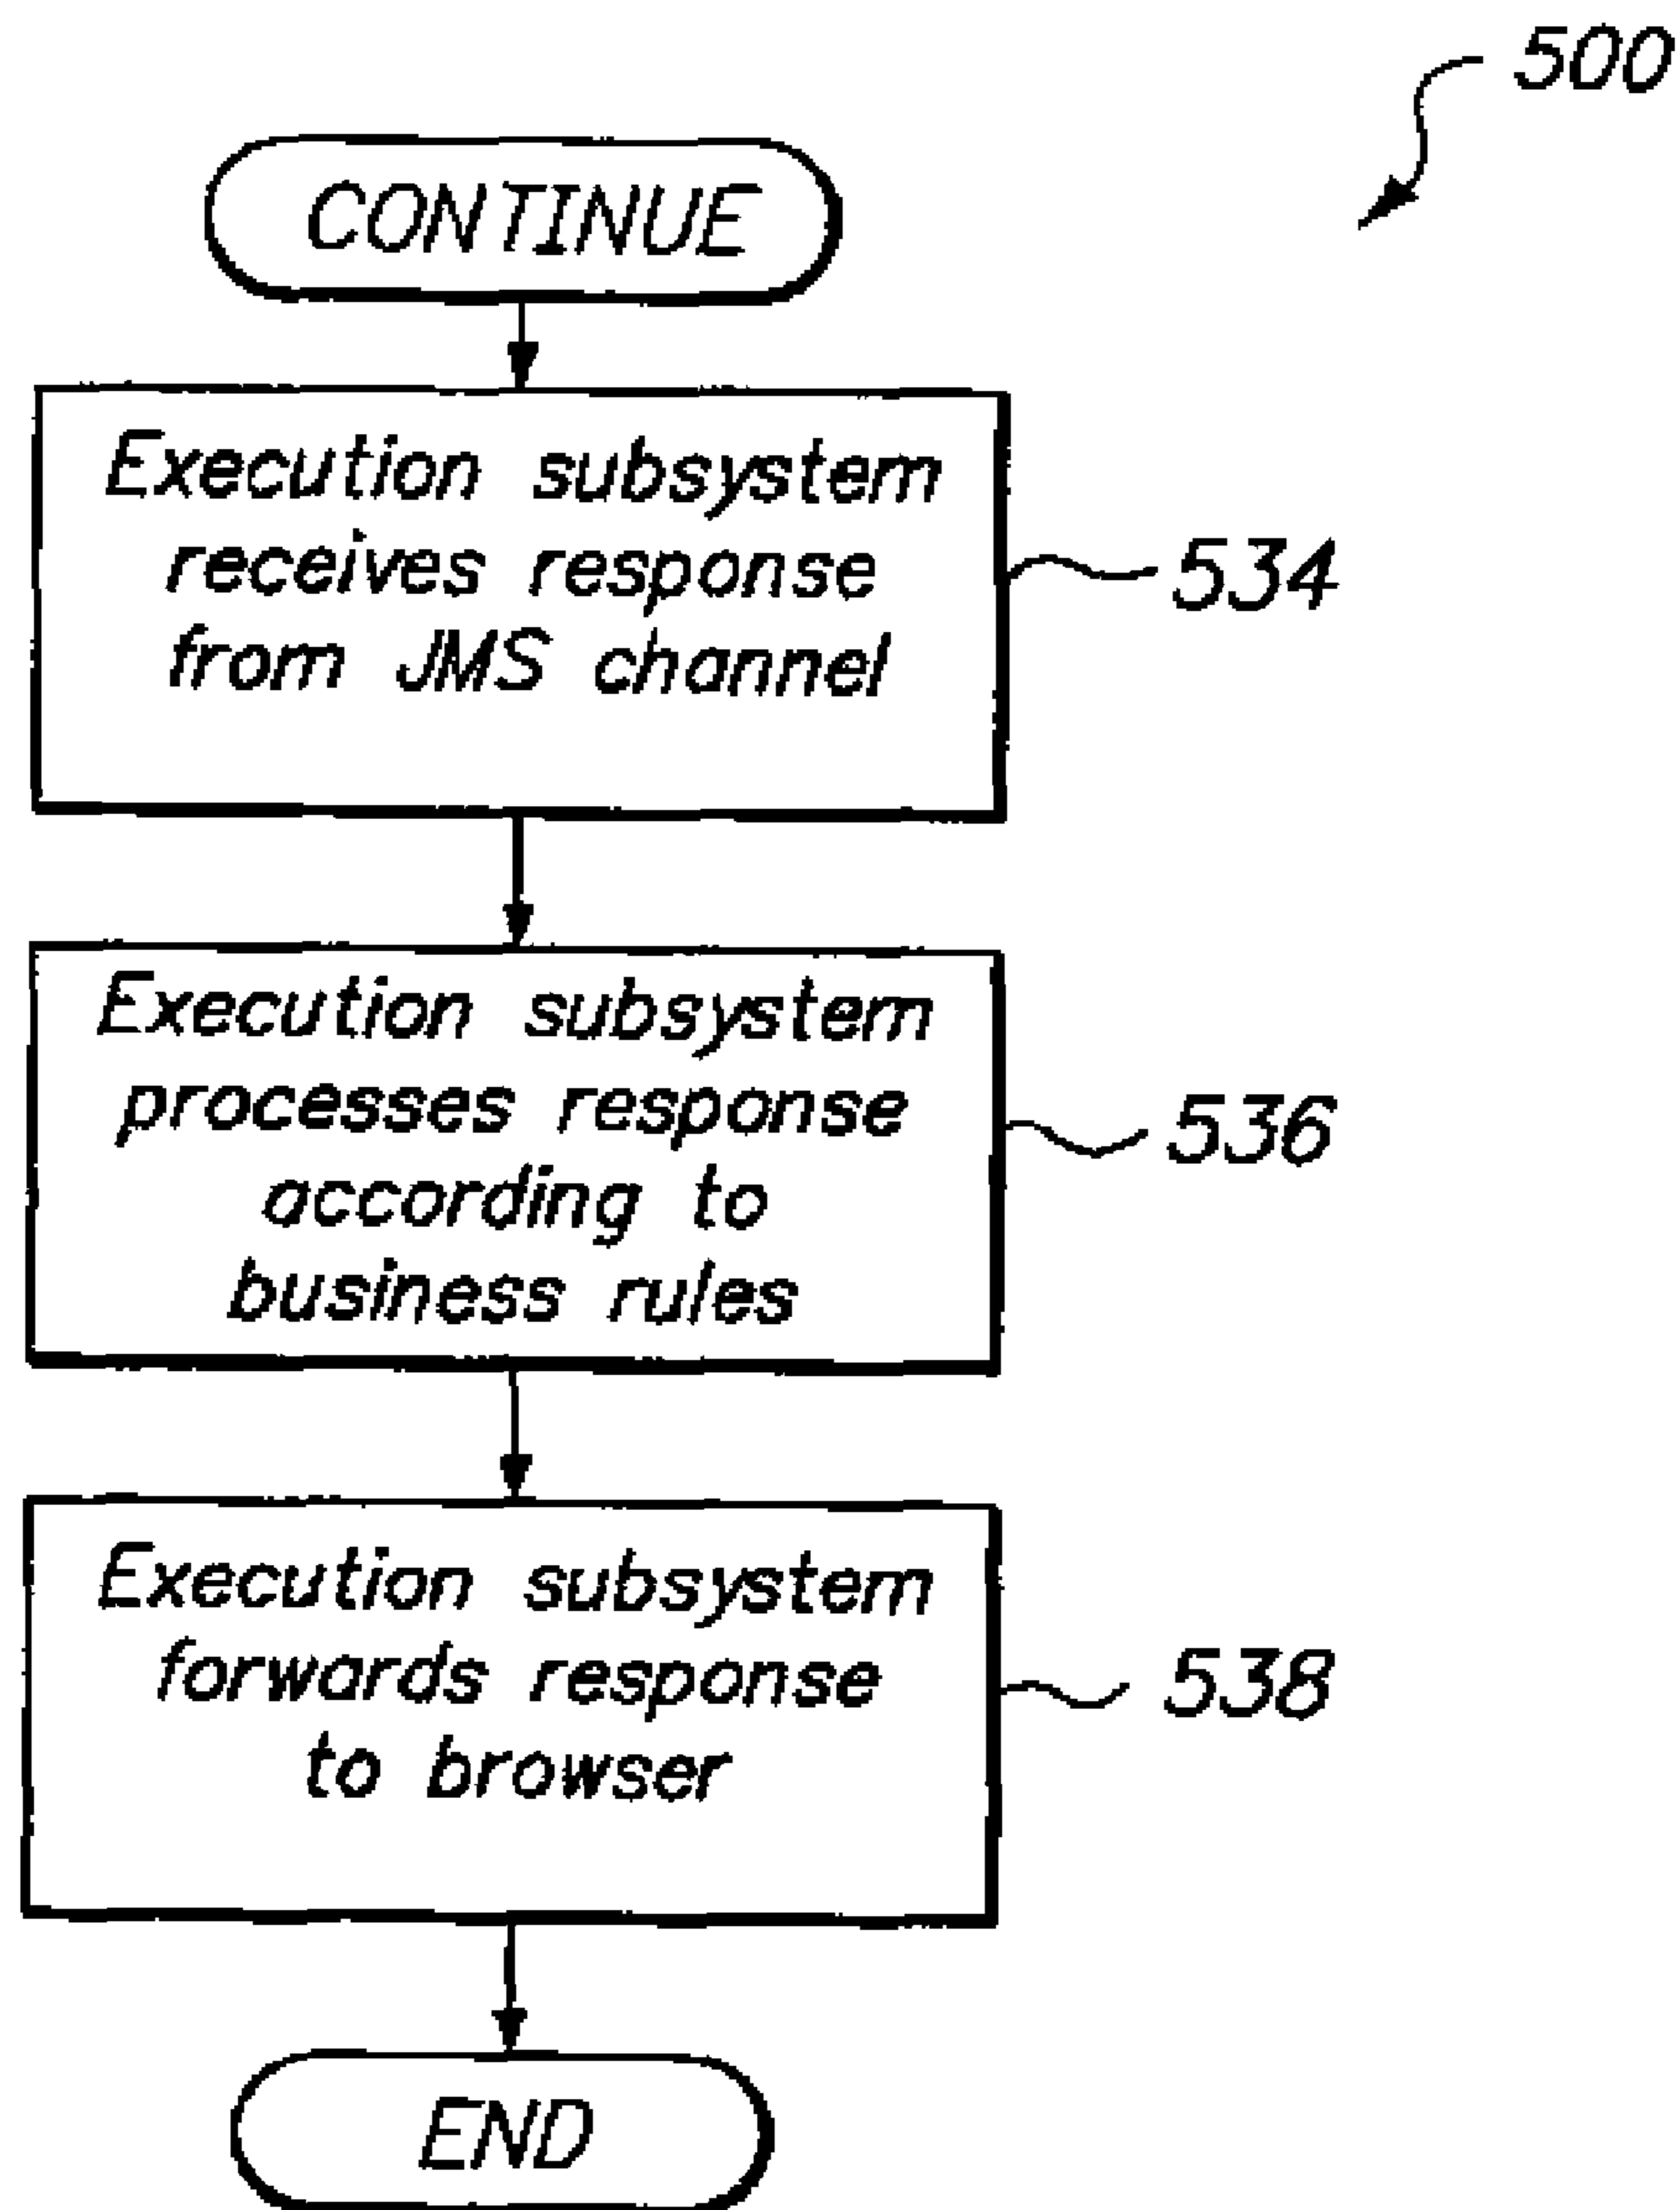 500
CONTINUE
Execution subsystem
receives response
from JMS channel
534
Execution subsystem
processes response
according to
business rules
536
Execution subsystem
forwards response
to browser
538
END